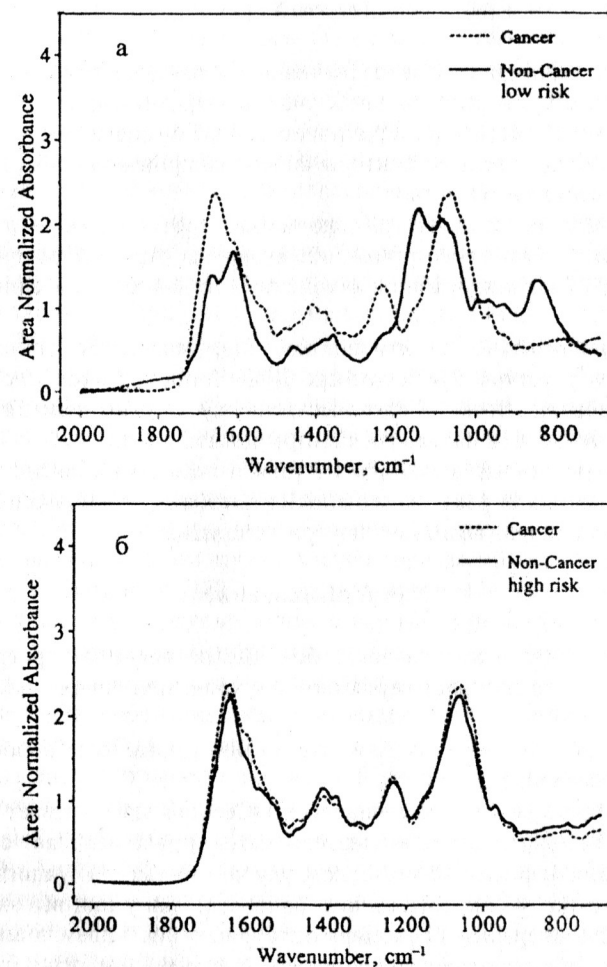 4
а
Cancer
Non-Cancer
low risk
3
2
1
0
Area Normalized Absorbance
2000 1800 1600 1400 1200 1000 800
Wavenumber, cm⁻¹
4
б
Cancer
Non-Cancer
high risk
3
2
1
0
Area Normalized Absorbance
2000 1800 1600 1400 1200 1000 800
Wavenumber, cm⁻¹